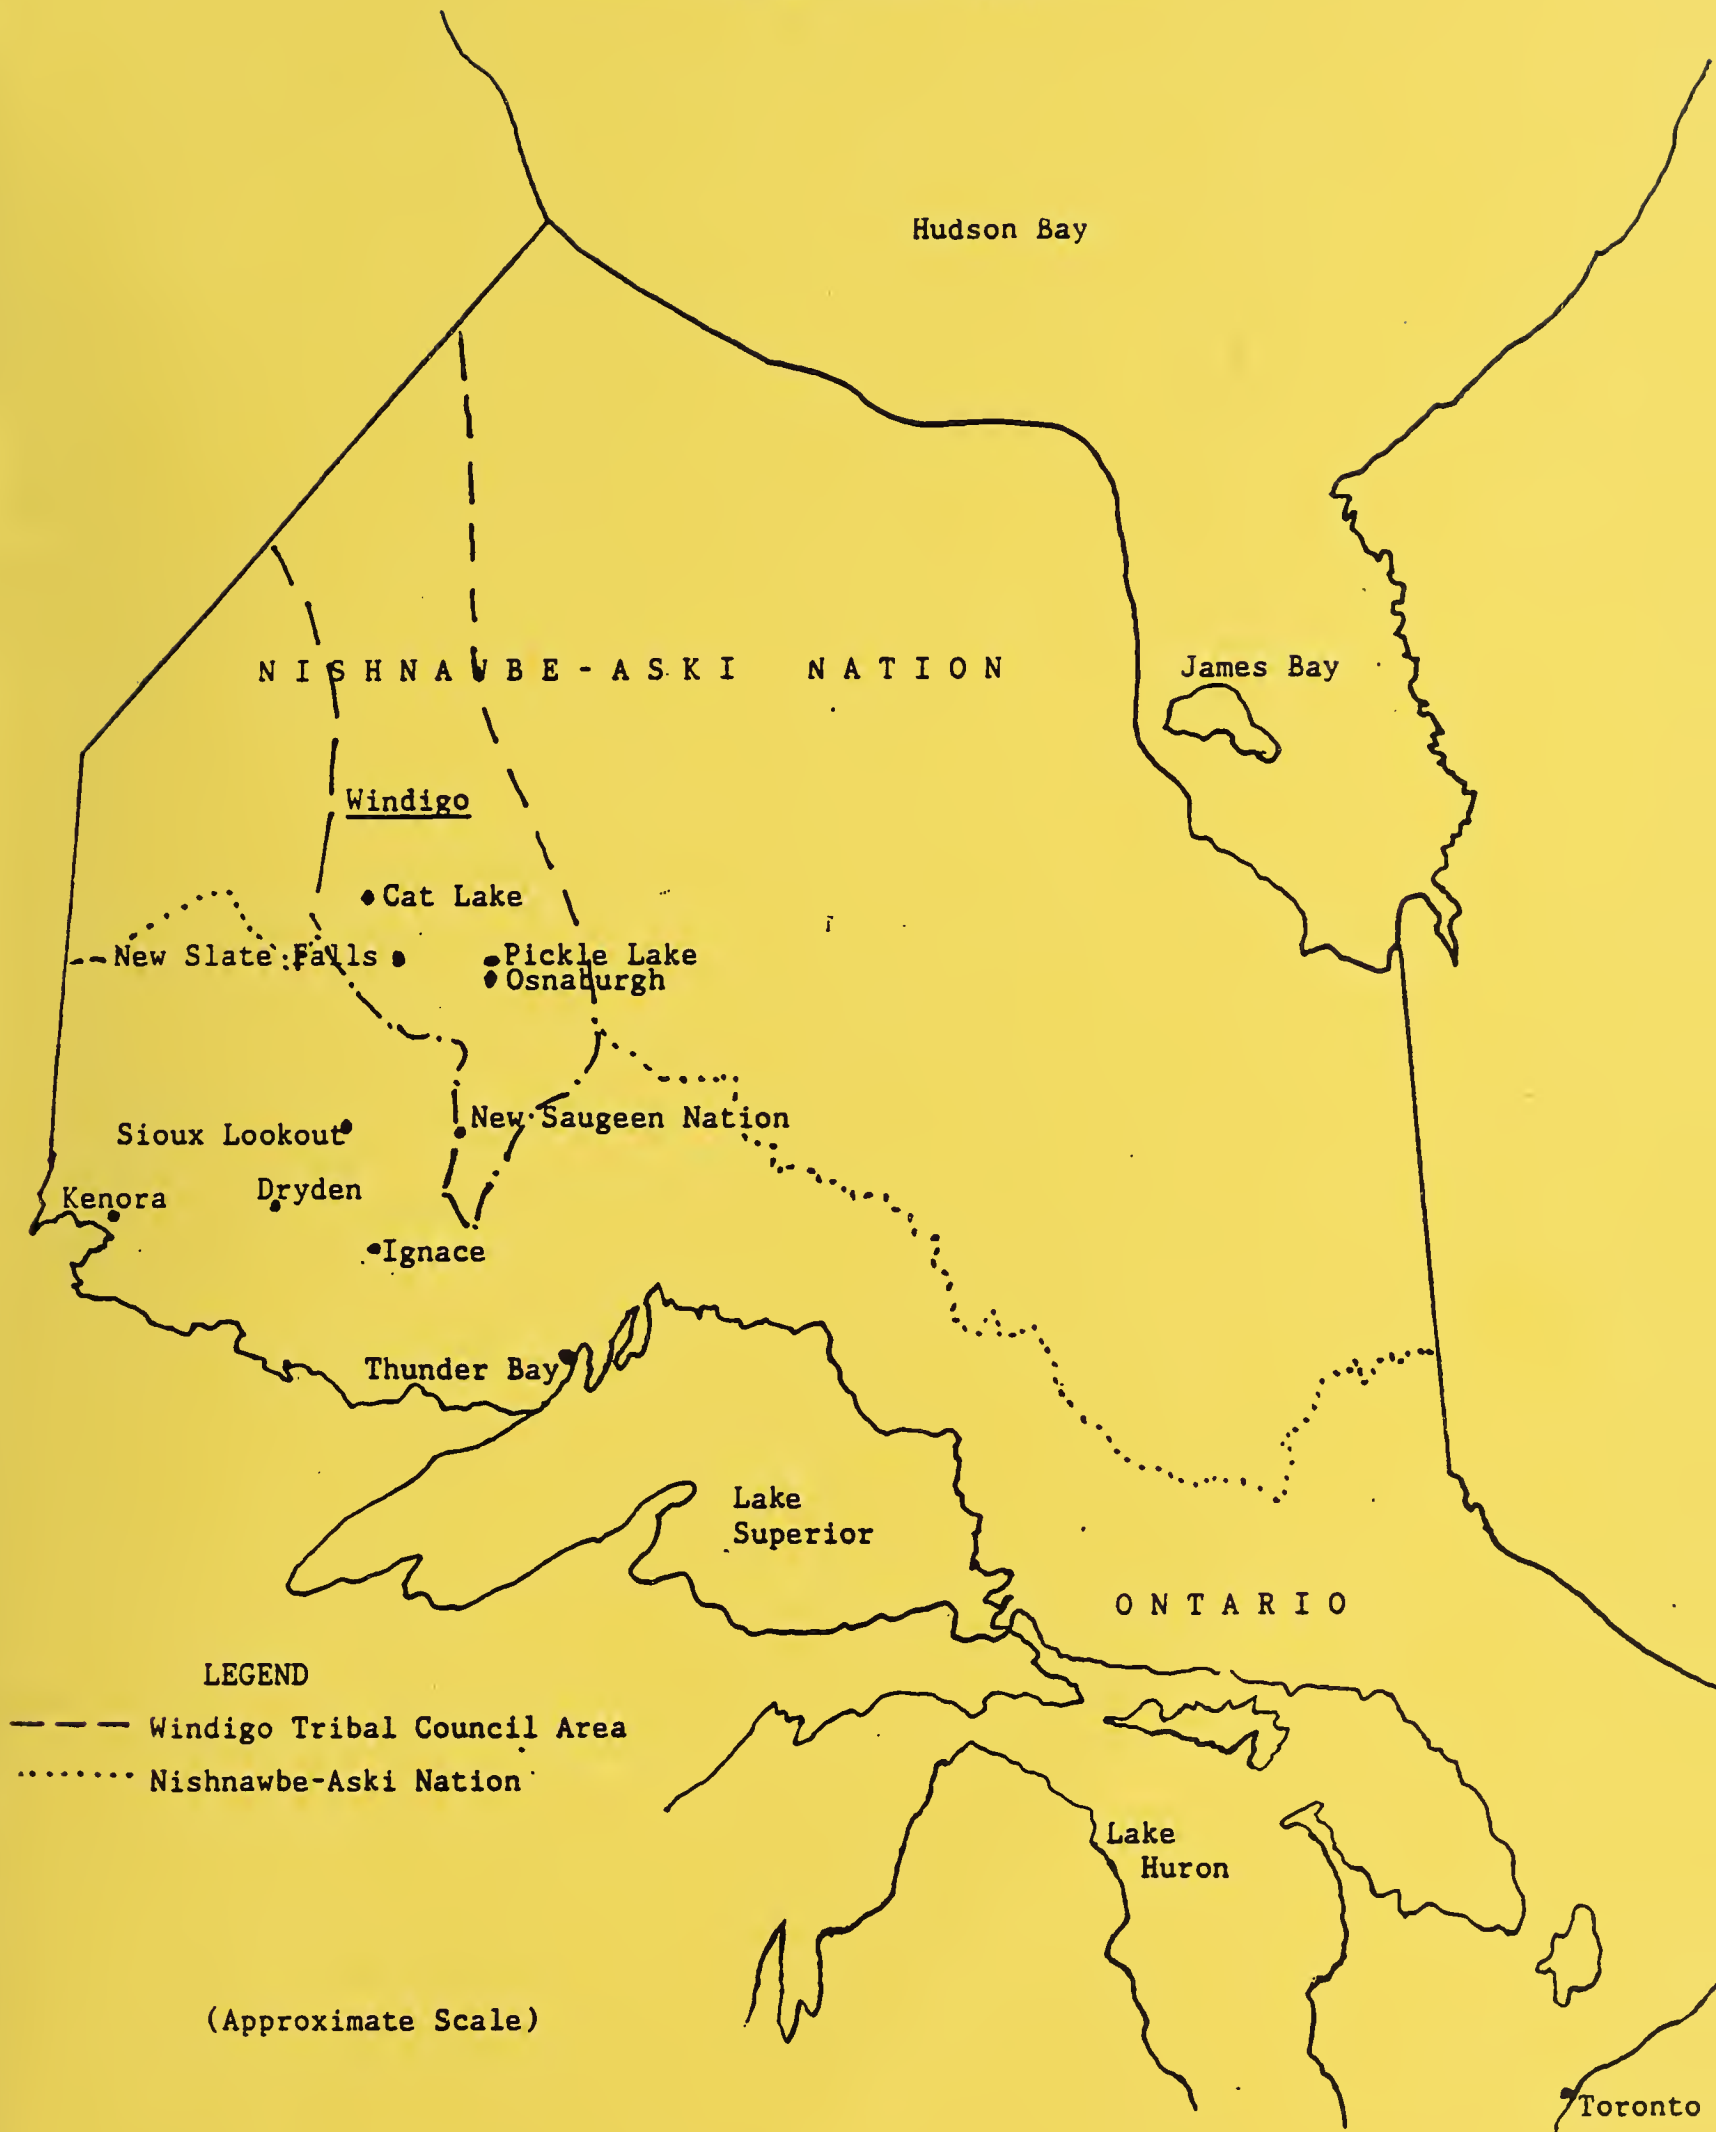 Hudson Bay
NISHNAWBE-ASKI NATION
James Bay
Windigo
Cat Lake
New Slate Falls
Pickle Lake
Osnaburgh
New Saugeen Nation
Sioux Lookout
Kenora
Dryden
Ignace
Thunder Bay
Lake
Superior
ONTARIO
LEGEND
Windigo Tribal Council Area
Nishnawbe-Aski Nation
Lake
Huron
(Approximate Scale)
Toronto